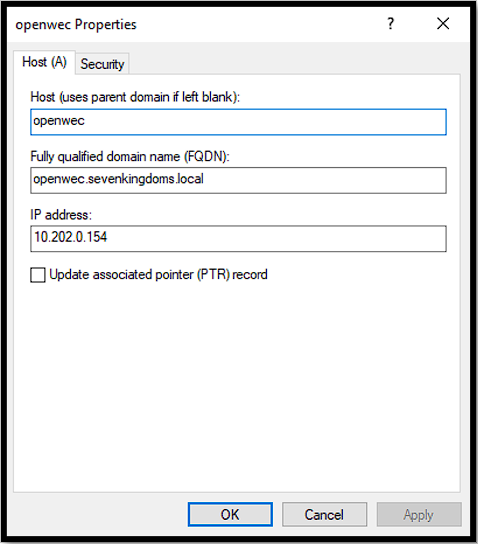 openwec Properties
?
Host (A)
Security
Host (uses parent domain if left blank):
openwec
Fully qualified domain name (FQDN):
openwec.sevenkingdoms.local
IP address:
10.202.0.154
Update associated pointer (PTR) record
OK
Cancel
Apply